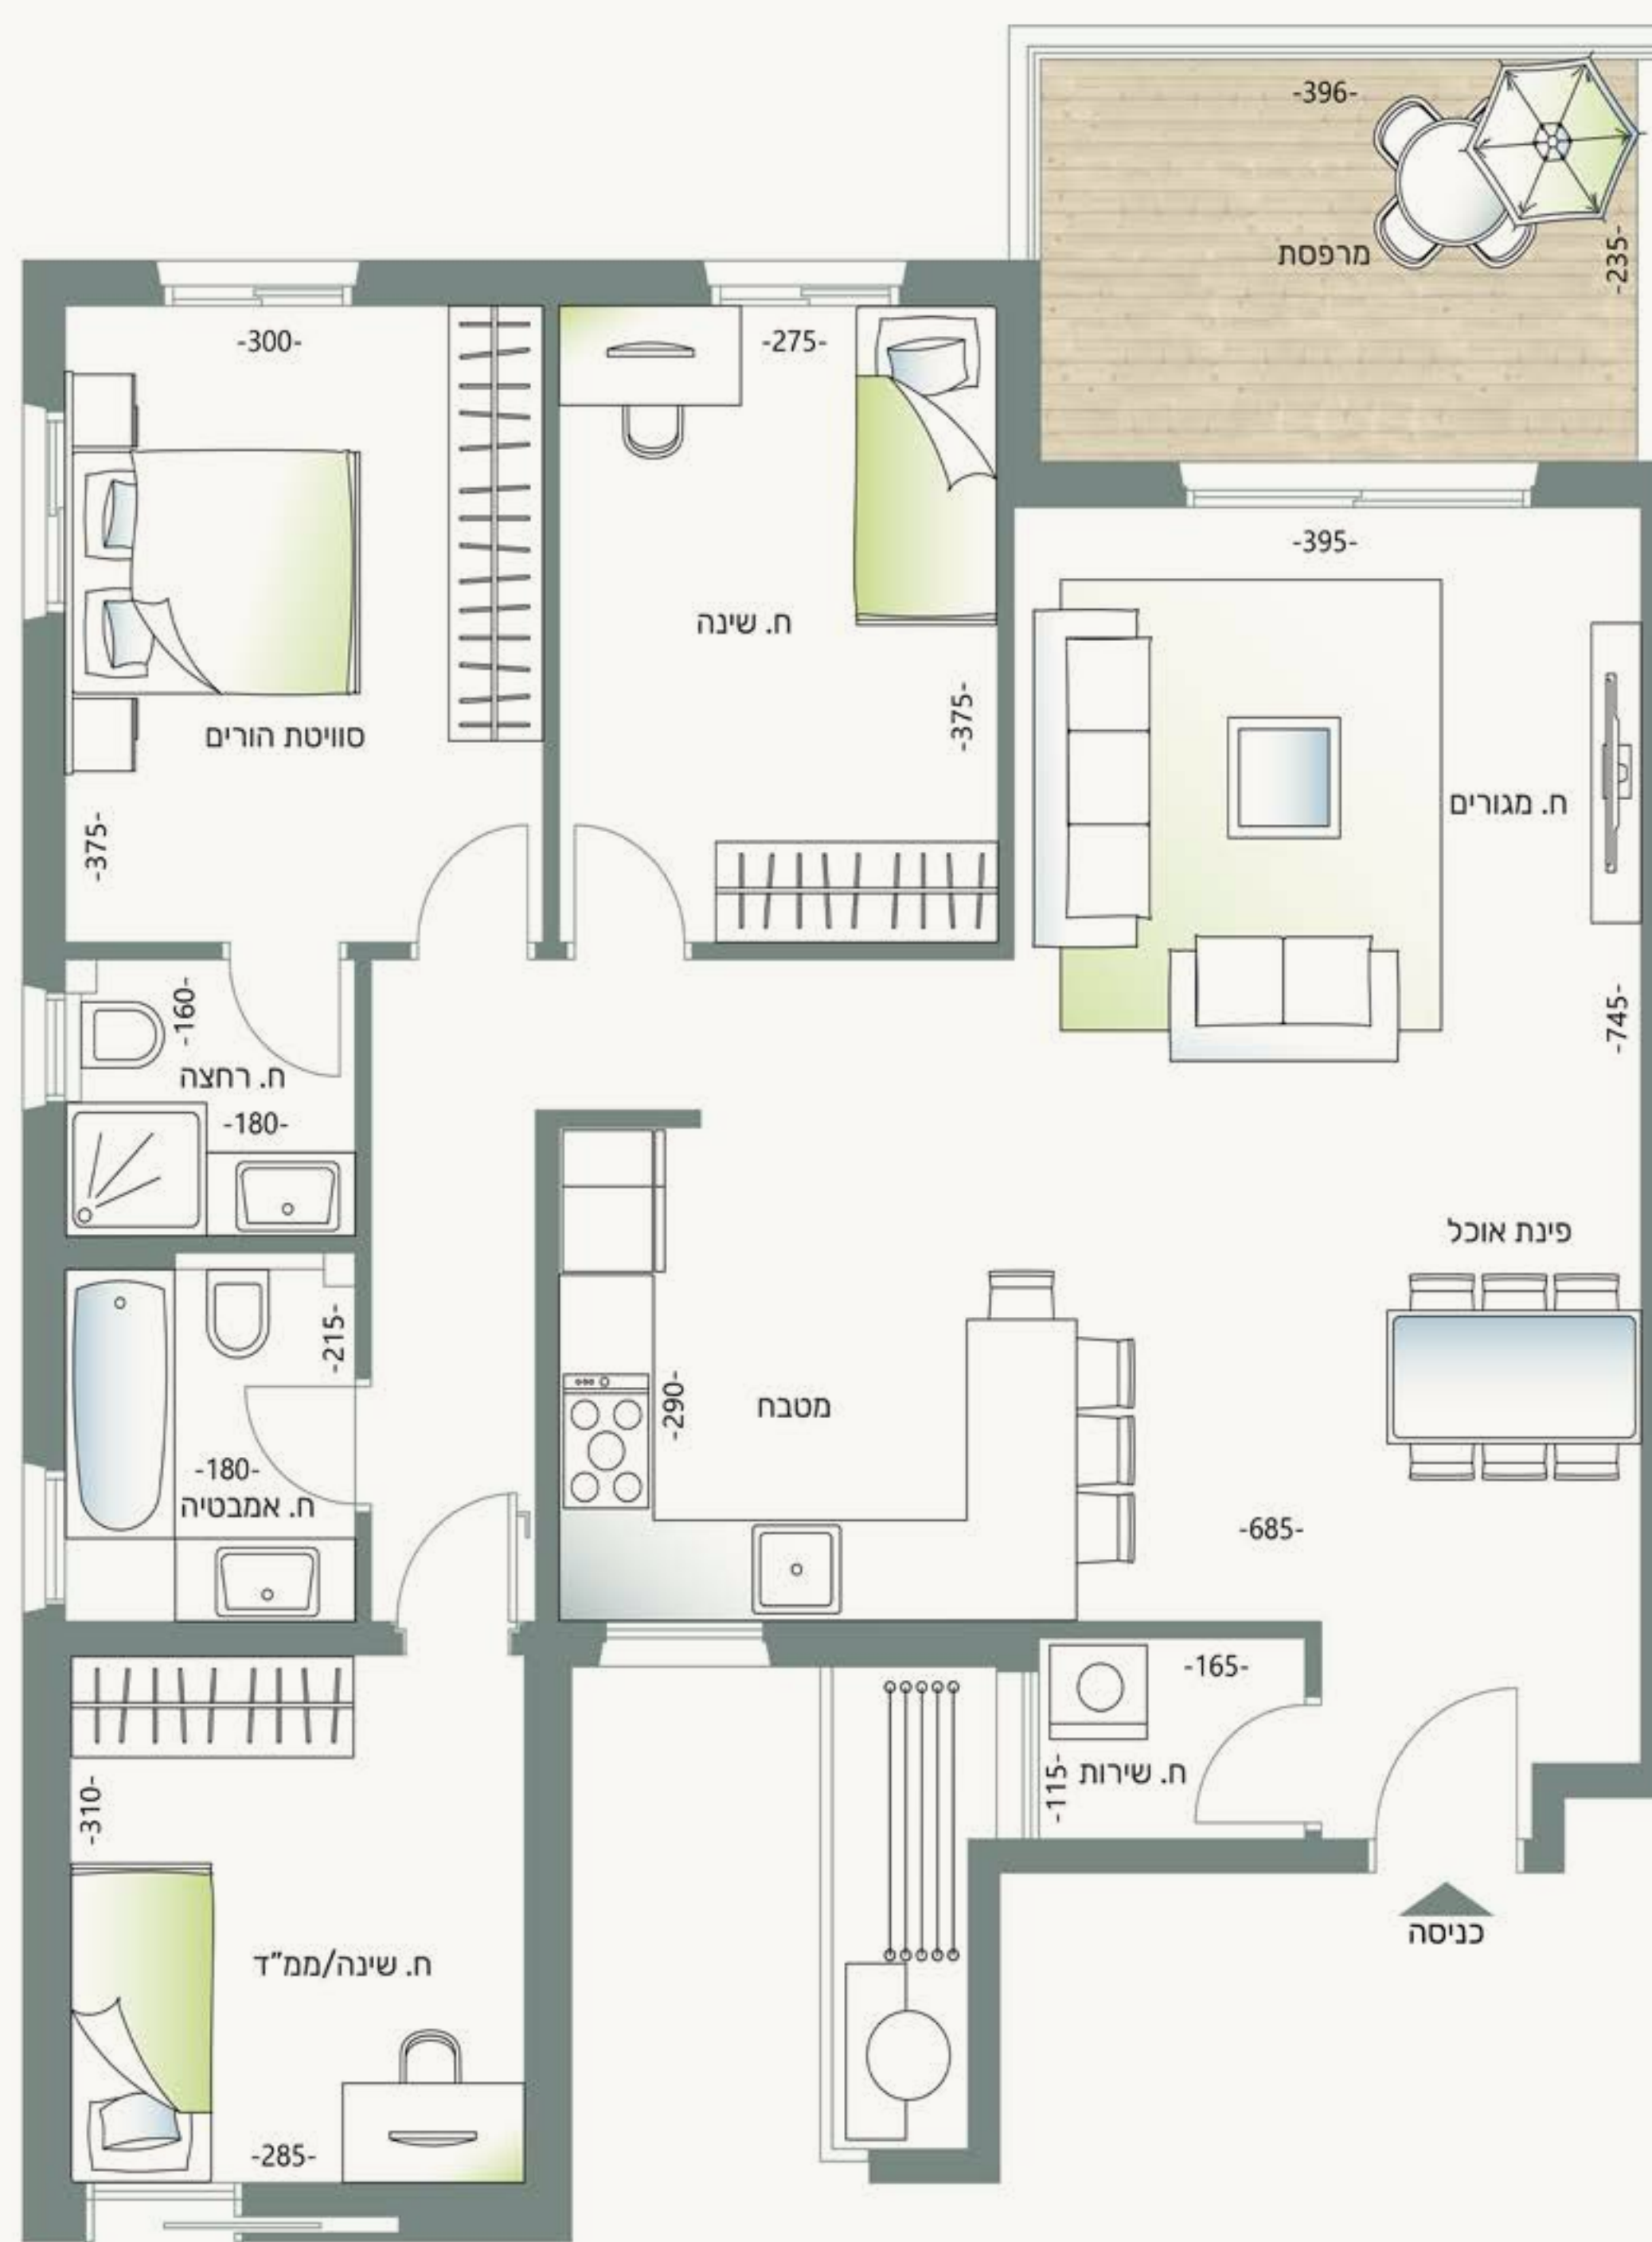 -396-
מרפסת
-235-
-300-
-275-
-395-
ח. שינה
-375-
סוויטת הורים
-375-
ח. מגורים
-745-
-160-
ח. רחצה
-180-
פינת אוכל
-215-
-290-
מטבח
-180-
ח. אמבטיה
-685-
-165-
ח. שירות
-115-
-310-
כניסה
ח. שינה/ממ"ד
-285-